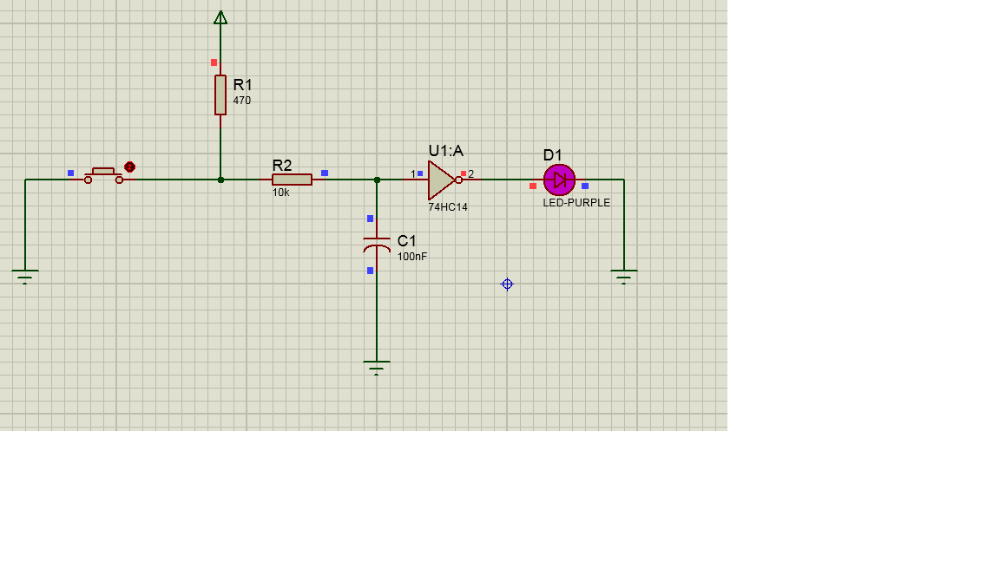 R1
470
R2
10k
U1:A
1
2
74HC14
D1
LED-PURPLE
C1
100nF